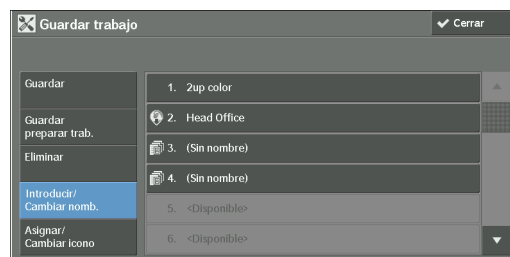 Guardar trabajo
Cerrar
Guardar
Guardar
preparar trab.
Eliminar
Introducir/
Cambiar nomb.
Asignar/
Cambiar icono
1. 2up color
2. Head Office
3. (Sin nombre)
4. (Sin nombre)
5. <Disponible>
6. <Disponible>